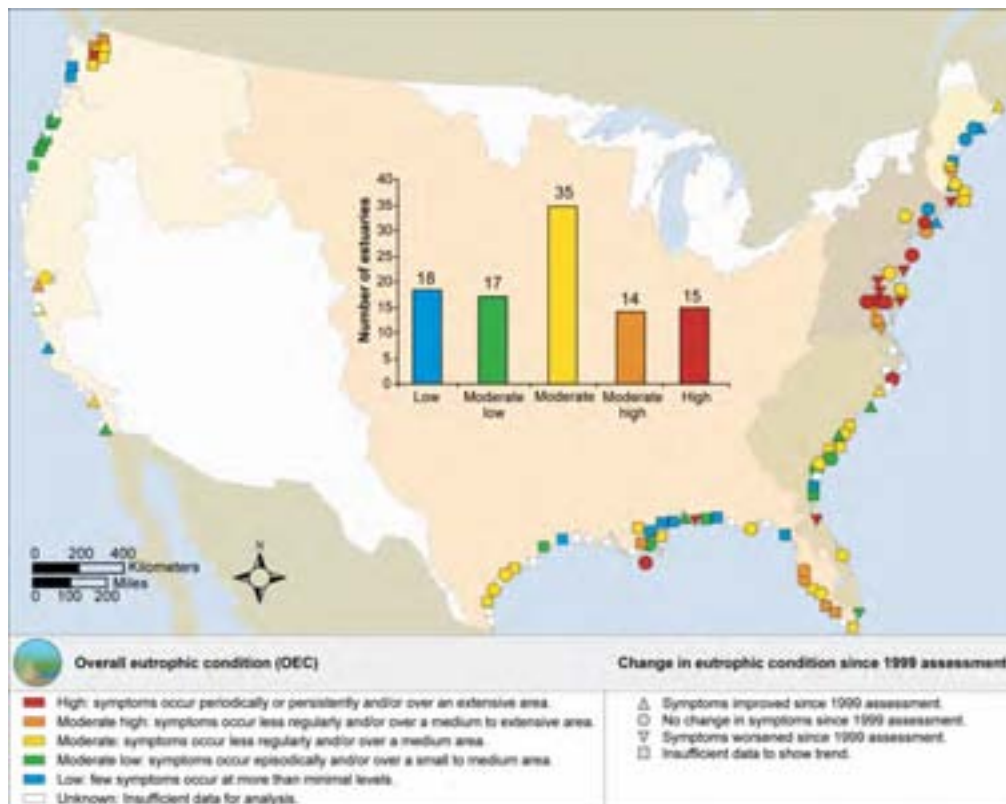 40
35
30
25
20
15
10
5
0
Number of estuaries
18
17
35
14
15
Low
Moderate low
Moderate
Moderate high
High
N
0 200 400
Kilometers
Miles
0 100 200
Overall eutrophic condition (OEC)
High: symptoms occur periodically or persistently and/or over an extensive area.
Moderate high: symptoms occur less regularly and/or over a medium to extensive area.
Moderate: symptoms occur less regularly and/or over a medium area.
Moderate low: symptoms occur episodically and/or over a small to medium area.
Low: few symptoms occur at more than minimal levels.
Unknown: Insufficient data for analysis.
Change in eutrophic condition since 1999 assessment
Symptoms improved since 1999 assessment.
No change in symptoms since 1999 assessment.
Symptoms worsened since 1999 assessment.
Insufficient data to show trend.